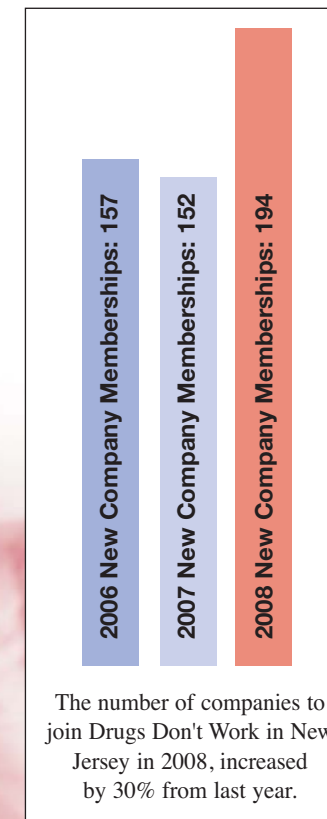 2006 New Company Memberships: 157
2007 New Company Memberships: 152
2008 New Company Memberships: 194
The number of companies to
join Drugs Don't Work in New
Jersey in 2008, increased
by 30% from last year.